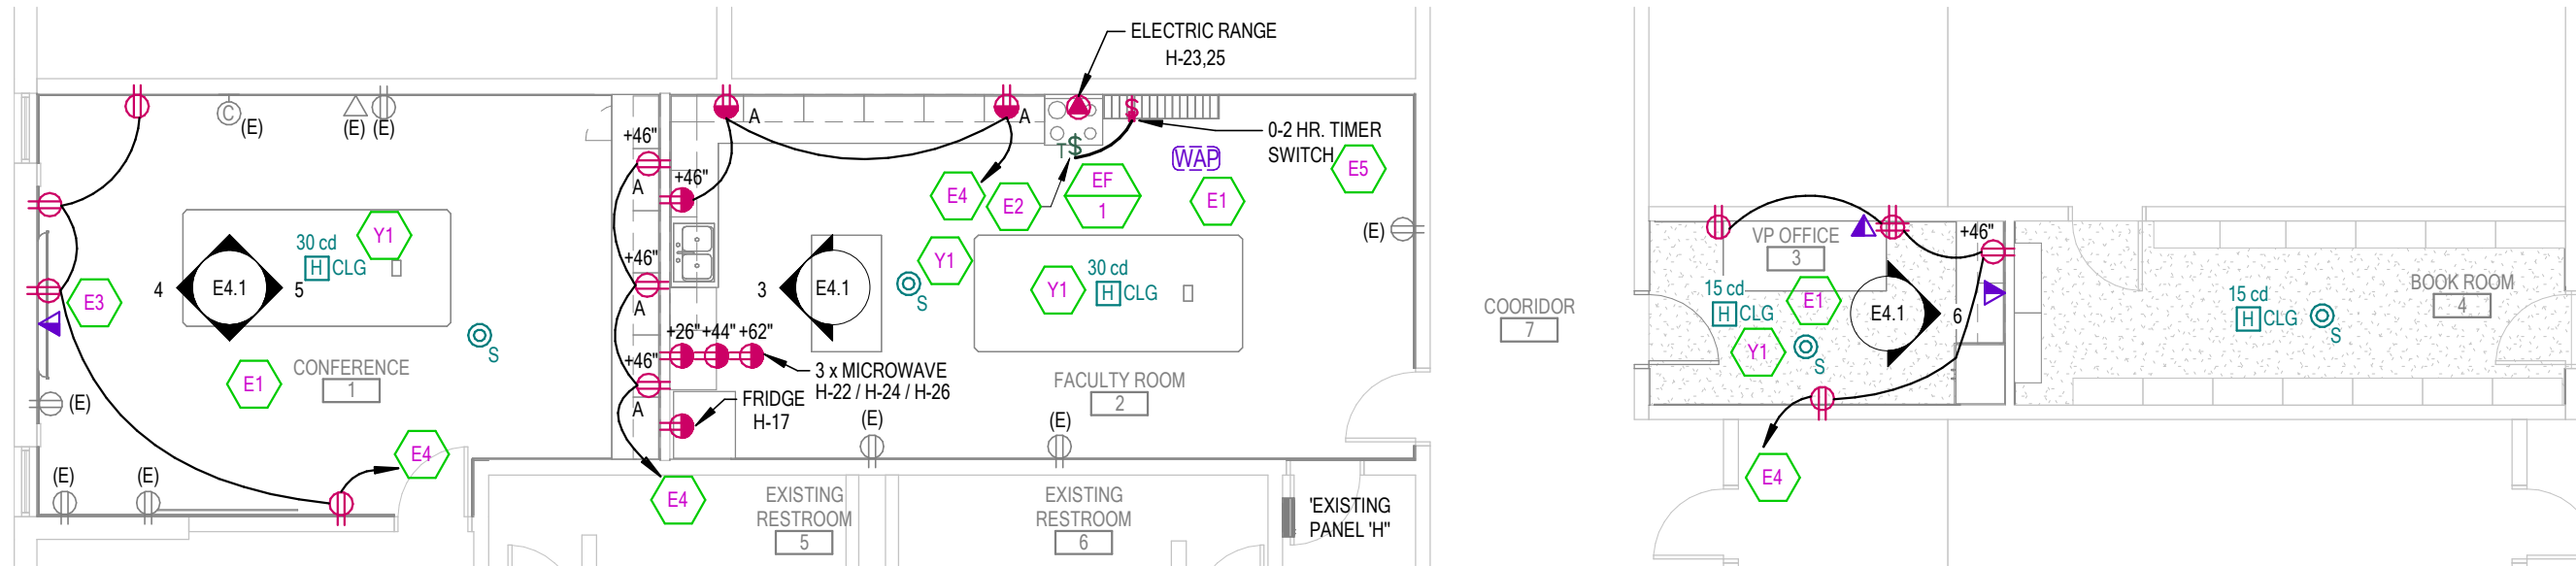 ELECTRIC RANGE
H-23,25
C
(E)
(E) (E)
+46"
A
A
A
+46"
T$
$
0-2 HR. TIMER
SWITCH
WAP
E5
E4
E2
EF
1
E1
(E)
Y1
30 cd
H CLG
4
E4.1
5
E3
S
CONFERENCE
1
E1
(E)
(E)
(E)
E4
+46"
A
+26" +44" +62"
+46"
A
3 x MICROWAVE
H-22 / H-24 / H-26
FRIDGE
H-17
E4
3
E4.1
Y1
S
Y1
30 cd
H CLG
FACULTY ROOM
2
(E)
(E)
EXISTING
RESTROOM
5
EXISTING
RESTROOM
6
'EXISTING
PANEL 'H"
COORIDOR
7
VP OFFICE
3
+46"
15 cd
H CLG
E1
E4.1
6
Y1
S
E4
BOOK ROOM
4
15 cd
H CLG
S